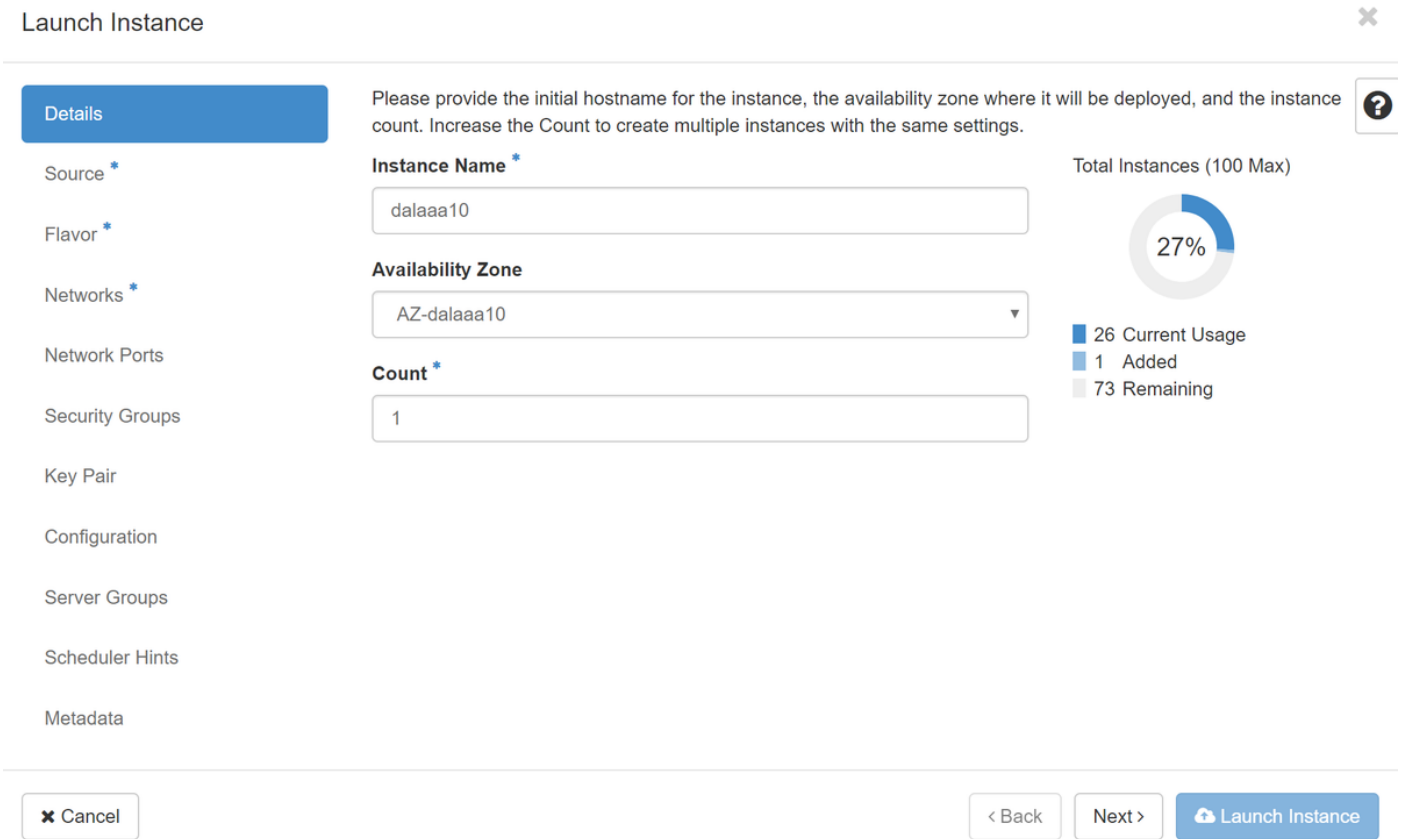 Launch Instance
Details
Source *
Flavor *
Networks *
Network Ports
Security Groups
Key Pair
Configuration
Server Groups
Scheduler Hints
Metadata
Please provide the initial hostname for the instance, the availability zone where it will be deployed, and the instance
count. Increase the Count to create multiple instances with the same settings.
Instance Name *
dalaaa10
Availability Zone
AZ-dalaaa10
Count *
1
Total Instances (100 Max)
27%
26 Current Usage
1 Added
73 Remaining
Cancel
< Back
Next >
Launch Instance